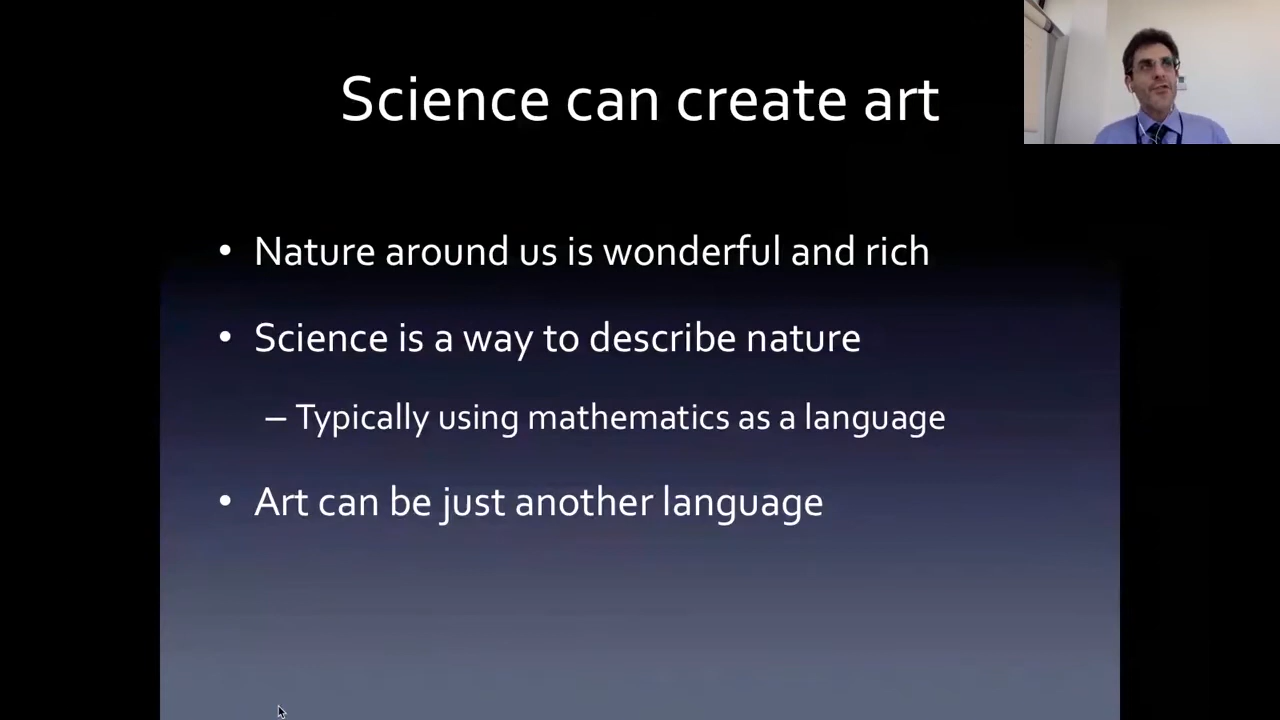 Science can create art
• Nature around us is wonderful and rich
• Science is a way to describe nature
– Typically using mathematics as a language
• Art can be just another language